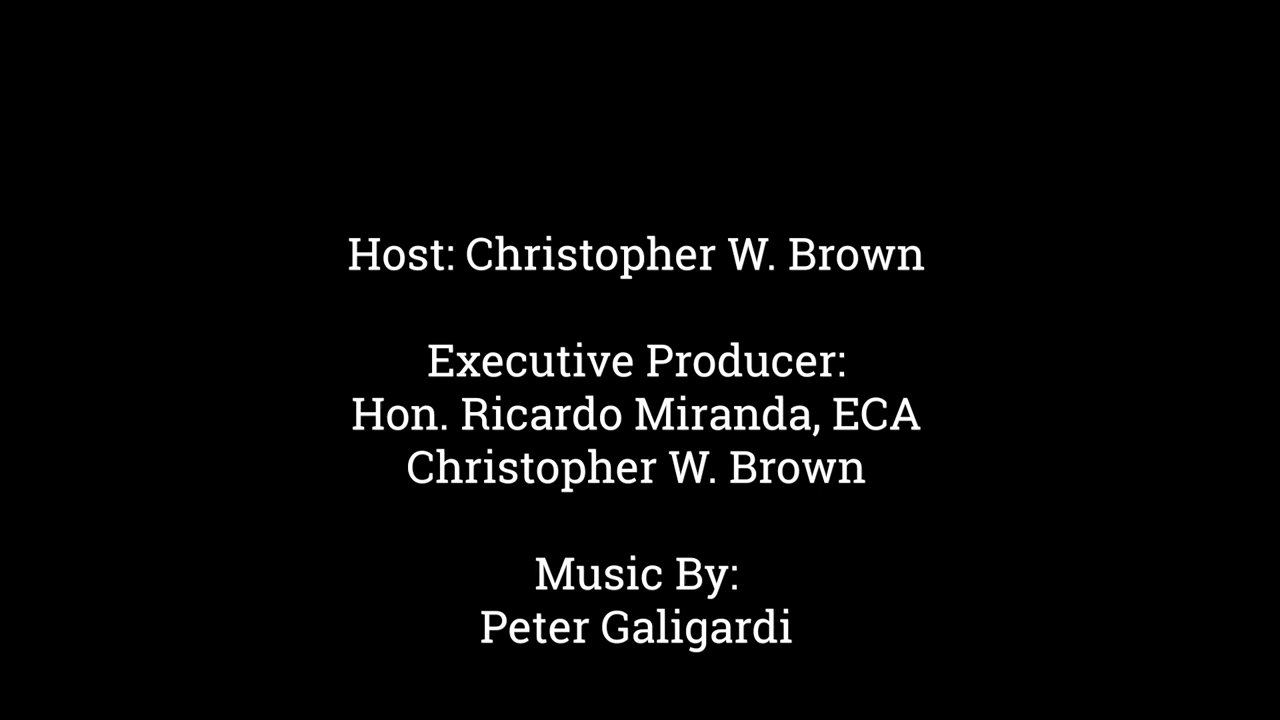 Host: Christopher W. Brown
Executive Producer:
Hon. Ricardo Miranda, ECA
Christopher W. Brown
Music By:
Peter Galigardi